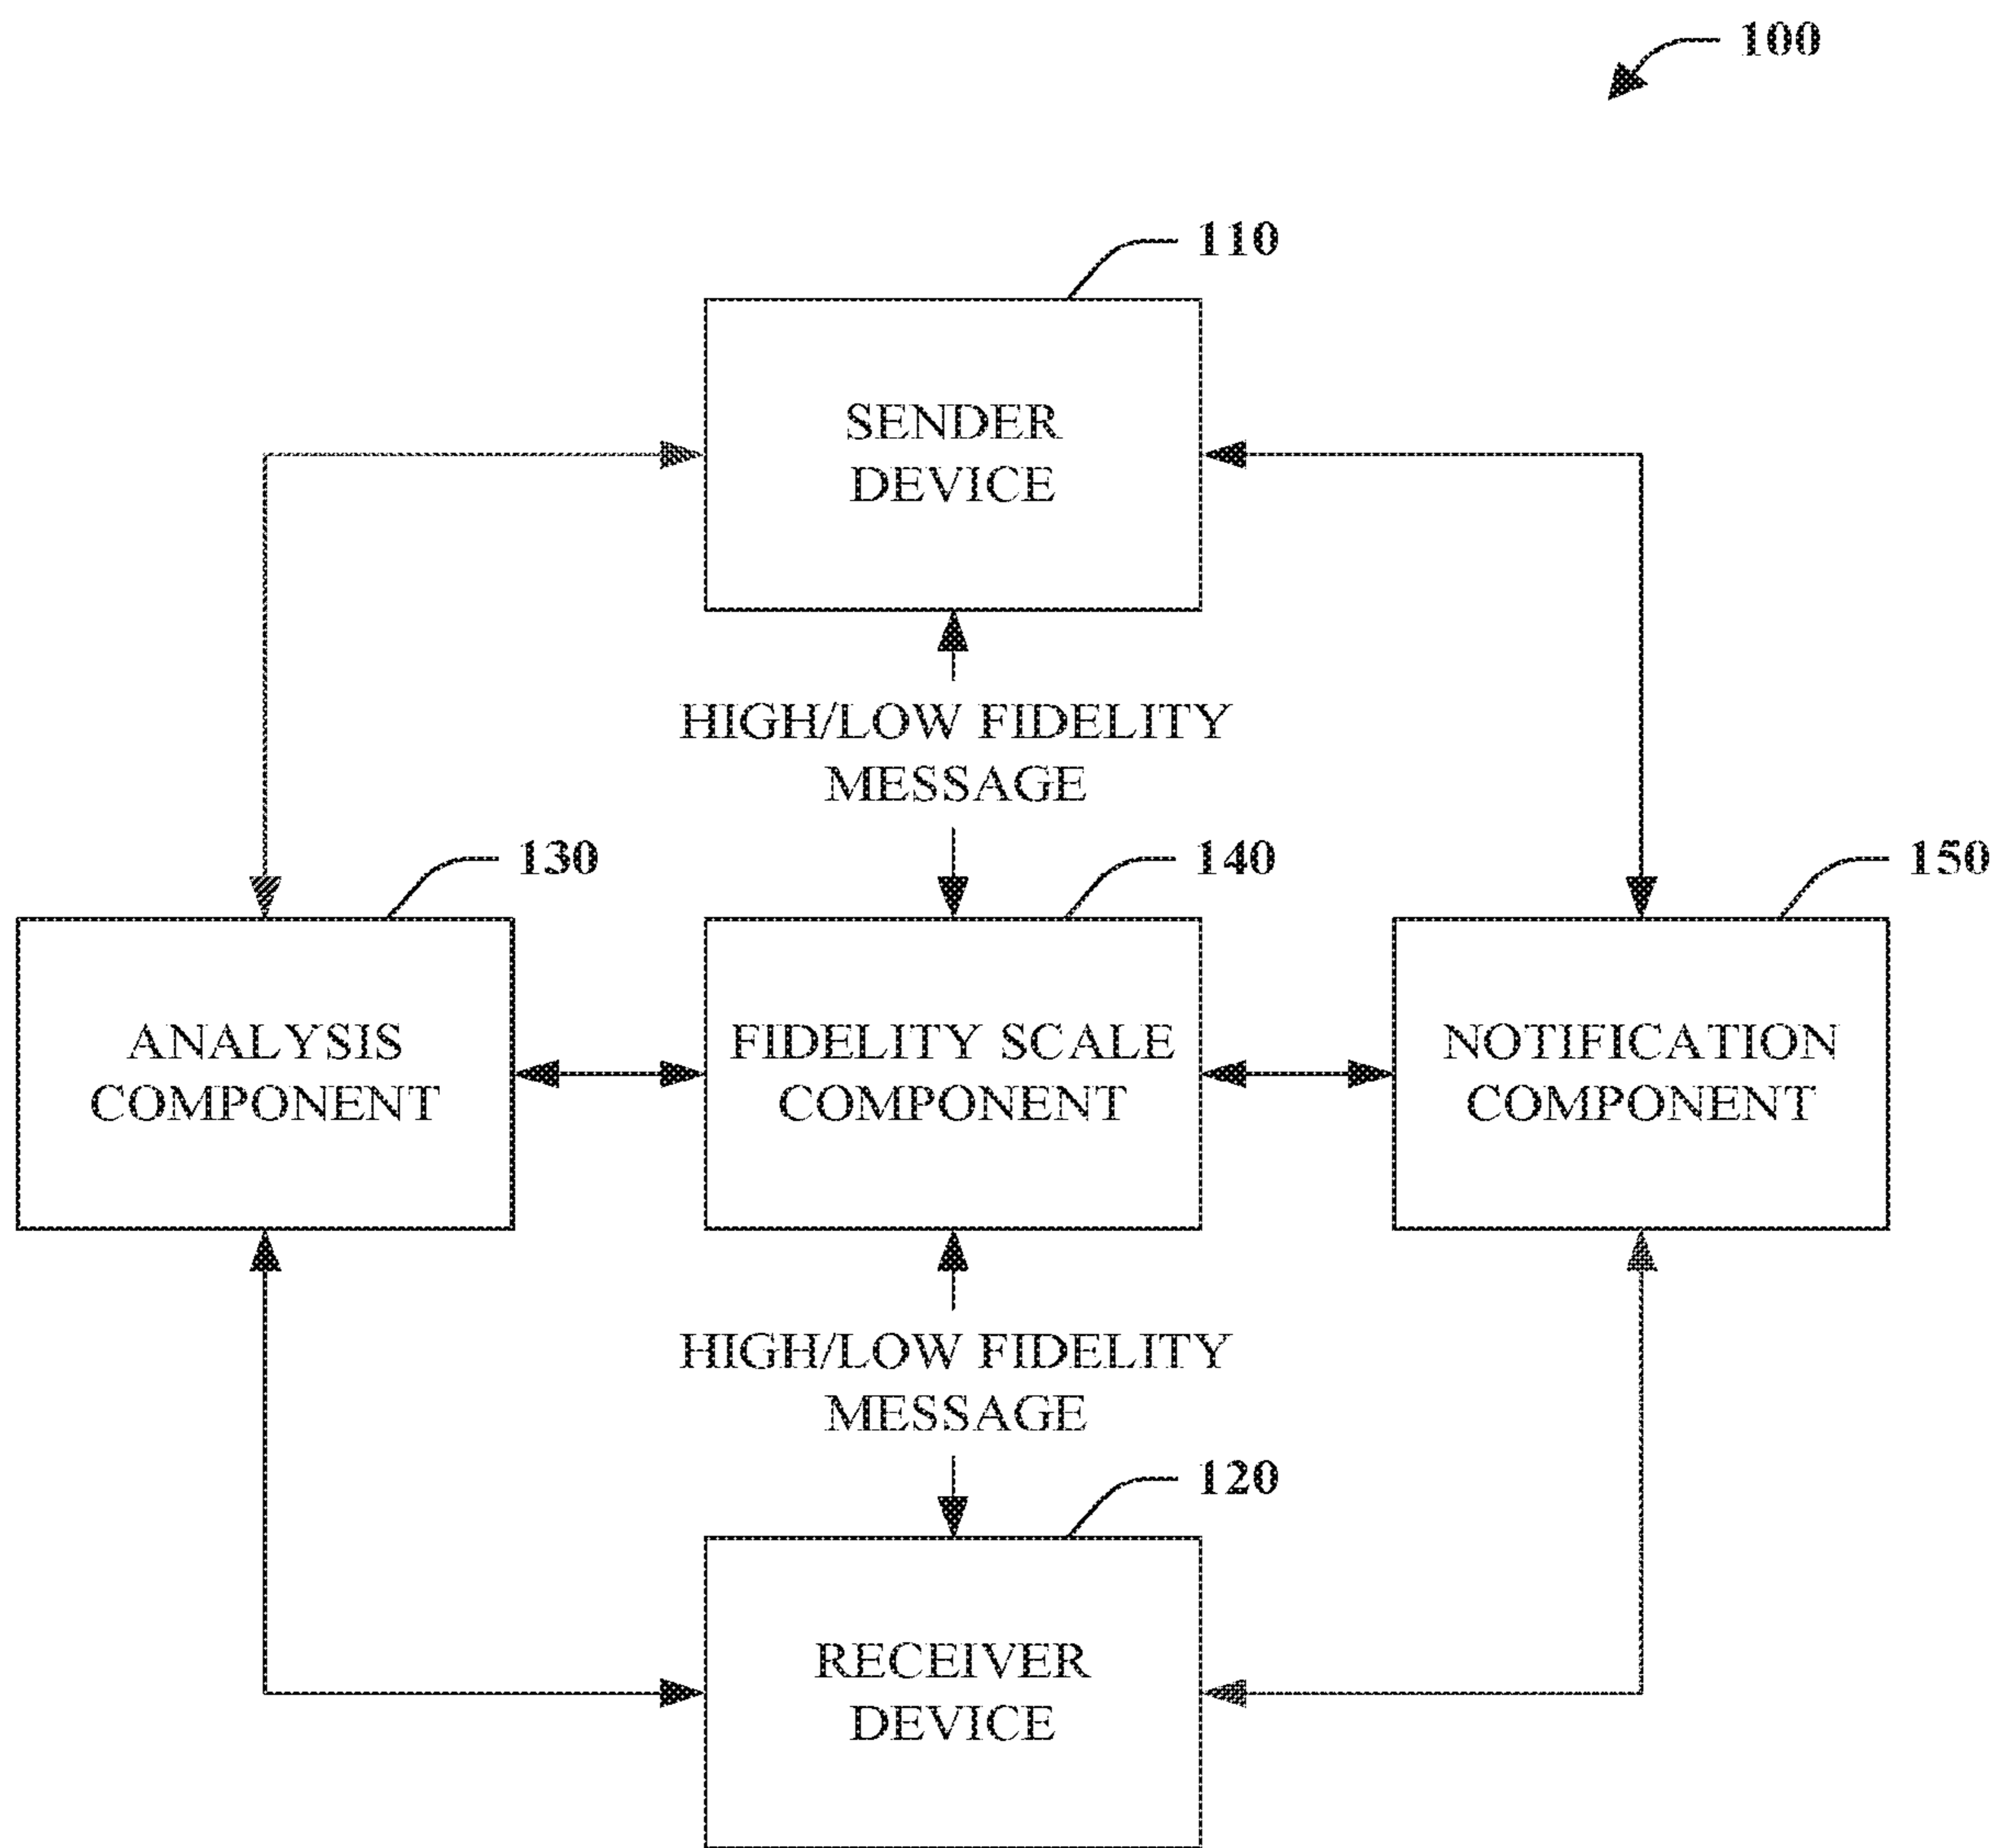 100
110
SENDER
DEVICE
HIGH/LOW FIDELITY
MESSAGE
130
140
150
ANALYSIS
COMPONENT
FIDELITY SCALE
COMPONENT
NOTIFICATION
COMPONENT
HIGH/LOW FIDELITY
MESSAGE
120
RECEIVER
DEVICE